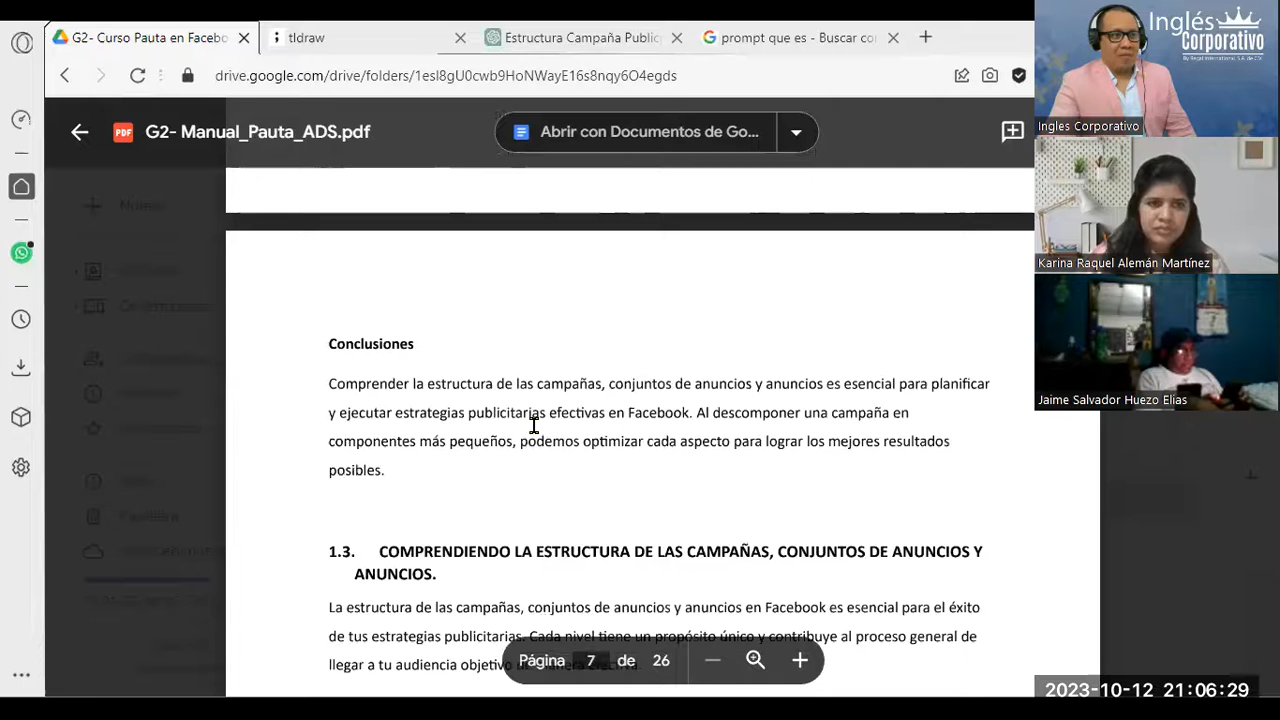 G2- Curso Pauta en Facebo
tldraw
Estructura Campaña Public
prompt que es - Buscar co
drive.google.com/drive/folders/1esl8gU0cwb9HoNWayE16s8nqy6O4egds
PDF
G2- Manual_Pauta_ADS.pdf
Abrir con Documentos de Go...
Inglés
Corporativo
Ingles Corporativo
Karina Raquel Alemán Martínez
Jaime Salvador Huezo Elias
Conclusiones
Comprender la estructura de las campañas, conjuntos de anuncios y anuncios es esencial para planificar
y ejecutar estrategias publicitarias efectivas en Facebook. Al descomponer una campaña en
componentes más pequeños, podemos optimizar cada aspecto para lograr los mejores resultados
posibles.
1.3. COMPRENDIENDO LA ESTRUCTURA DE LAS CAMPAÑAS, CONJUNTOS DE ANUNCIOS Y
ANUNCIOS.
La estructura de las campañas, conjuntos de anuncios y anuncios en Facebook es esencial para el éxito
de tus estrategias publicitarias. Cada nivel tiene un propósito único y contribuye al proceso general de
llegar a tu audiencia objetivo
Página 7 de 26
2023-10-12 21:06:29